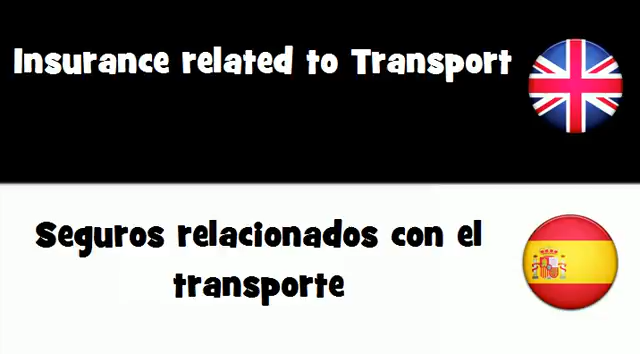 Insurance related to Transport
Seguros relacionados con el
transporte